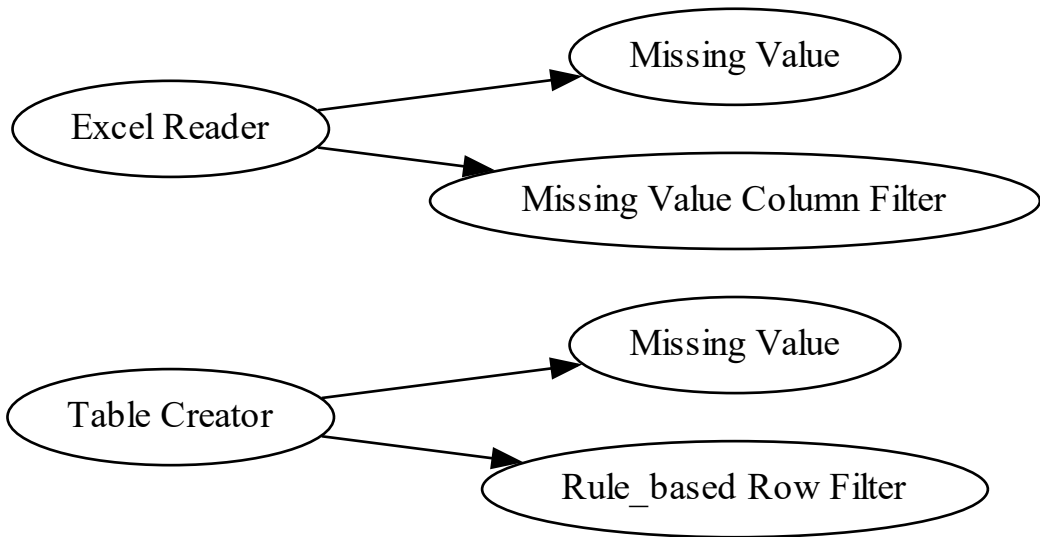 Missing Value
Excel Reader
Missing Value Column Filter
Missing Value
Table Creator
Rule_based Row Filter